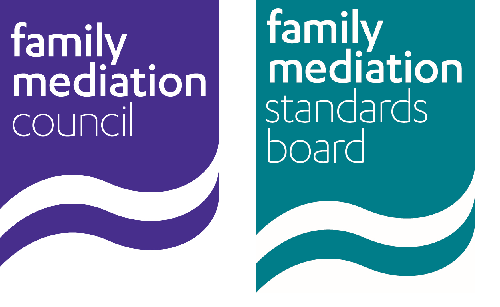 family
mediation
council
family
mediation
standards
board